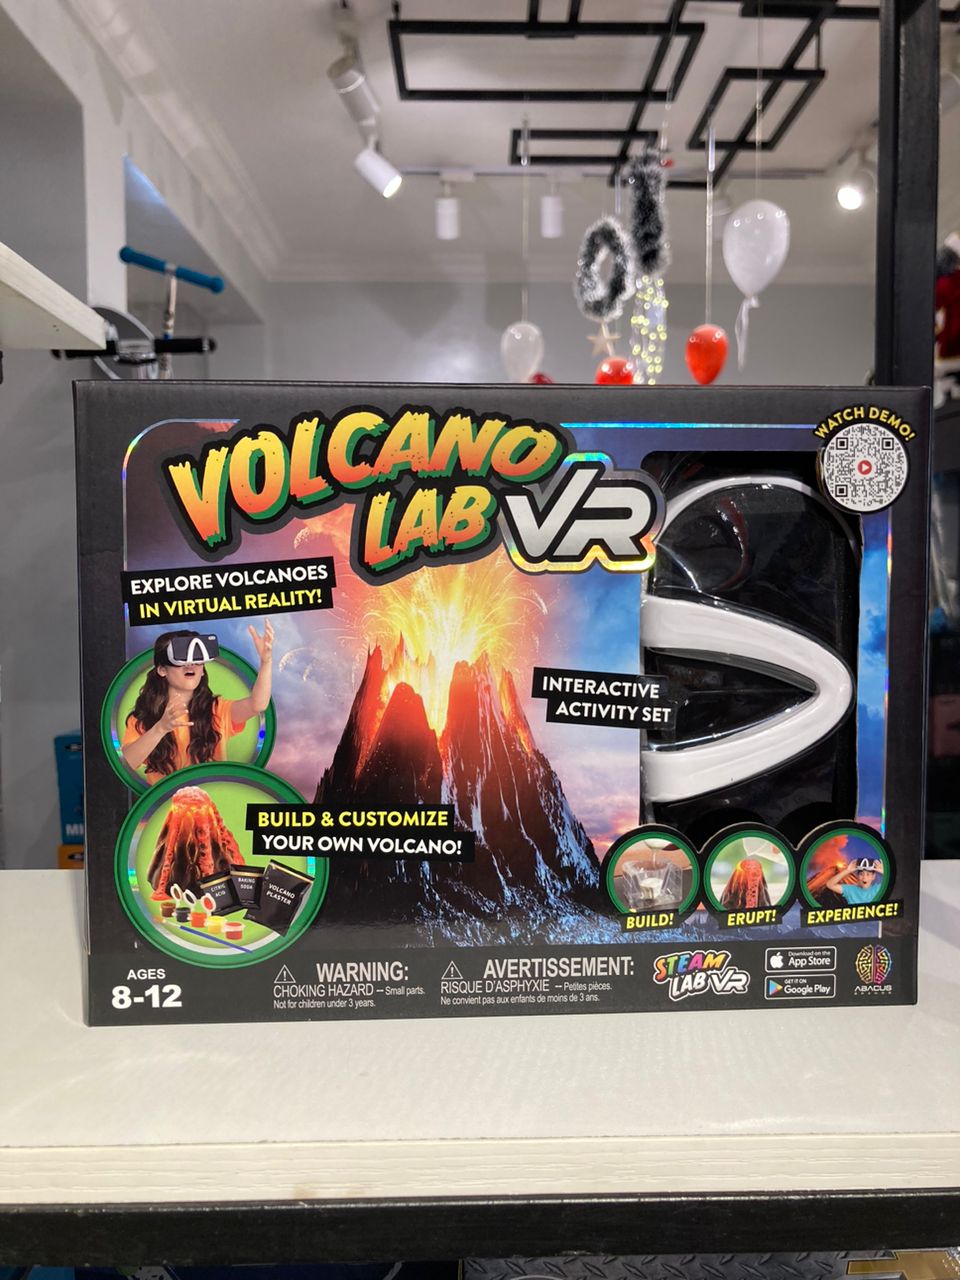 WATCH DEMO!
VOLCANO
LAB VR
EXPLORE VOLCANOES
IN VIRTUAL REALITY!
INTERACTIVE
ACTIVITY SET
BUILD & CUSTOMIZE
YOUR OWN VOLCANO!
CITRIC
ACID
BAKING
SODA
VOLCANO
PLASTER
BUILD!
ERUPT!
EXPERIENCE!
AGES
8-12
WARNING:
CHOKING HAZARD -- Small parts.
Not for children under 3 years.
AVERTISSEMENT:
RISQUE D'ASPHYXIE -- Petites pièces.
Ne convient pas aux enfants de moins de 3 ans.
STEAM
LAB VR
Download on the
App Store
GET IT ON
Google Play
ABACUS
BRANDS